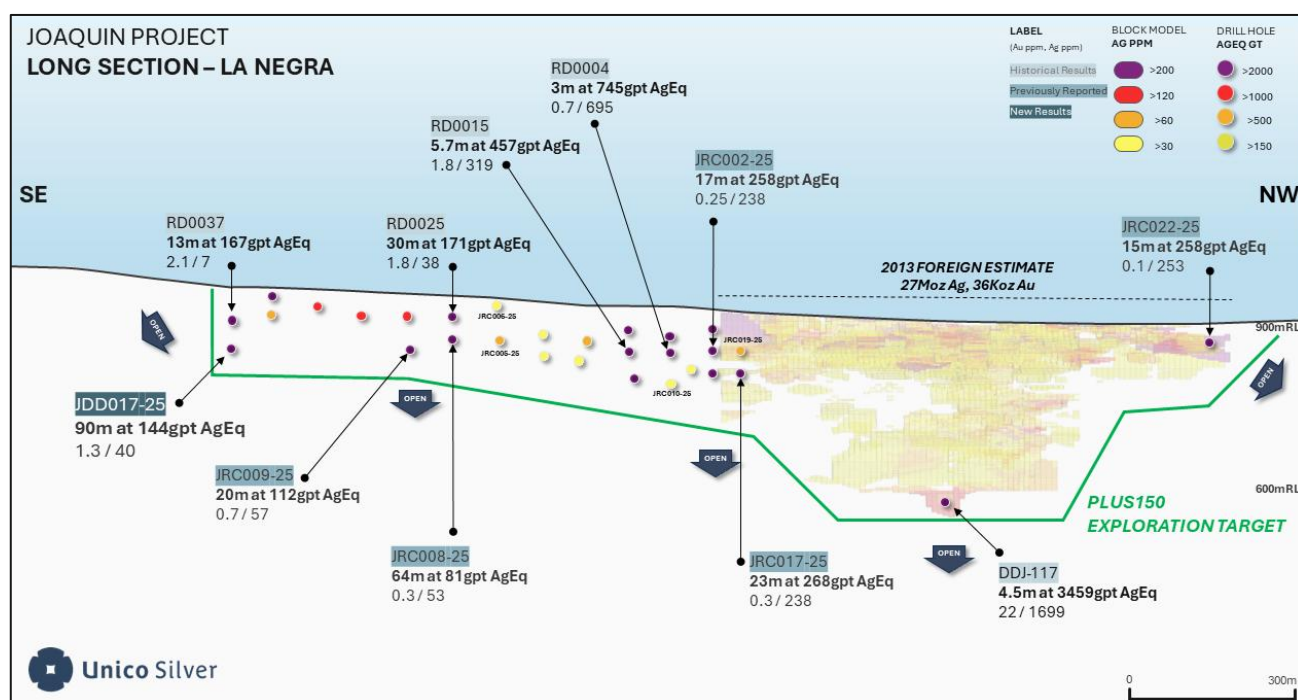 JOAQUIN PROJECT
LONG SECTION – LA NEGRA
LABEL
(Au ppm, Ag ppm)
Historical Results
Previously Reported
New Results
BLOCK MODEL
AG PPM
>200
>120
>60
>30
DRILL HOLE
AGEQ GT
>2000
>1000
>500
>150
RD0004
3m at 745gpt AgEq
0.7 / 695
RD0015
5.7m at 457gpt AgEq
1.8 / 319
JRC002-25
17m at 258gpt AgEq
0.25 / 238
SE
NW
RD0037
13m at 167gpt AgEq
2.1 / 7
RD0025
30m at 171gpt AgEq
1.8 / 38
JRC022-25
15m at 258gpt AgEq
0.1 / 253
2013 FOREIGN ESTIMATE
27Moz Ag, 36Koz Au
OPEN
JRC006-25
JRC005-25
JRC019-25
JRC010-25
900mRL
OPEN
JDD017-25
90m at 144gpt AgEq
1.3 / 40
OPEN
JRC009-25
20m at 112gpt AgEq
0.7 / 57
OPEN
600mRL
PLUS150
EXPLORATION TARGET
JRC008-25
64m at 81gpt AgEq
0.3 / 53
JRC017-25
23m at 268gpt AgEq
0.3 / 238
OPEN
DDJ-117
4.5m at 3459gpt AgEq
22 / 1699
Unico Silver
0
300m